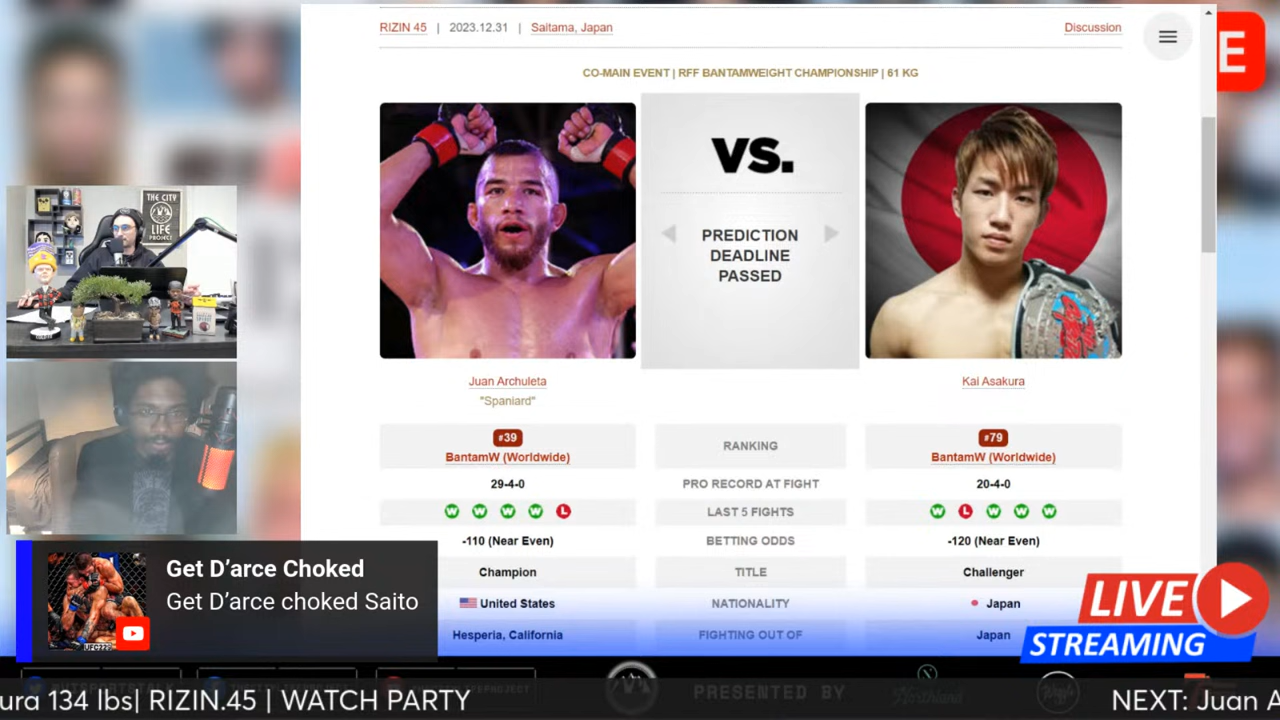 RIZIN 45 | 2023.12.31 | Saitama, Japan
Discussion
E
CO-MAIN EVENT | RFF BANTAMWEIGHT CHAMPIONSHIP | 61 KG
VS.
PREDICTION
DEADLINE
PASSED
THE CITY
LIFE
PROJECT
Juan Archuleta
"Spaniard"
Kai Asakura
#39
BantamW (Worldwide)
RANKING
#79
BantamW (Worldwide)
29-4-0
PRO RECORD AT FIGHT
20-4-0
W W W W L
LAST 5 FIGHTS
W L W W W
-110 (Near Even)
BETTING ODDS
-120 (Near Even)
Champion
TITLE
Challenger
United States
NATIONALITY
Japan
Hesperia, California
FIGHTING OUT OF
Japan
Get D’arce Choked
Get D’arce choked Saito
LIVE
STREAMING
PRESENTED BY
ura 134 lbs| RIZIN.45 | WATCH PARTY
NEXT: Juan A